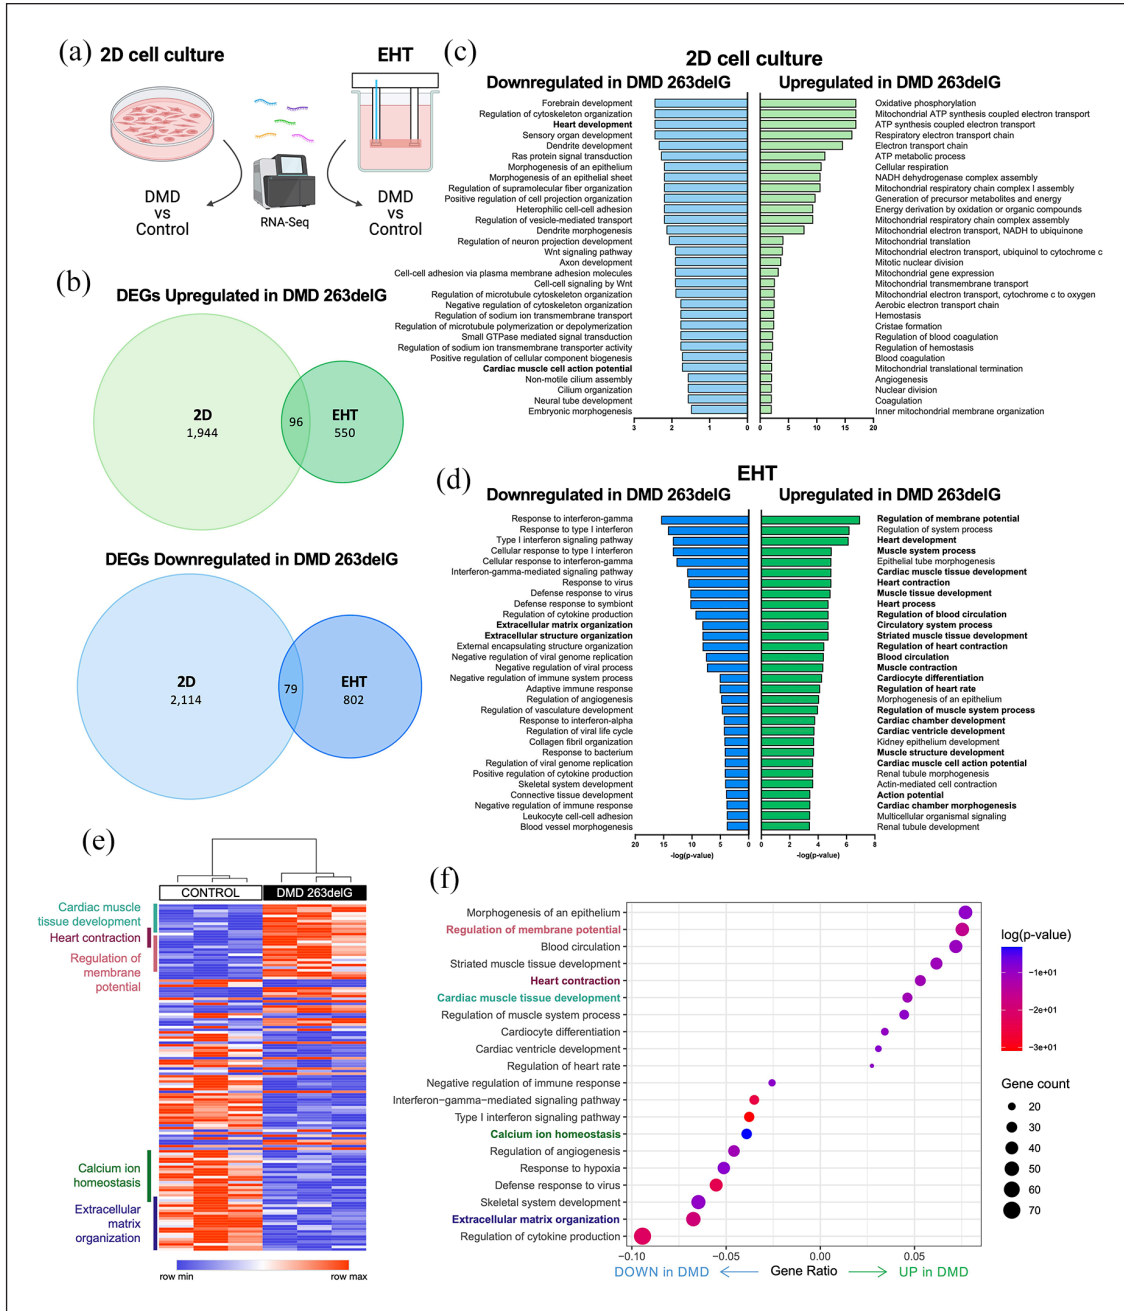 (a)
2D cell culture
EHT
DMD
vs
Control
RNA-Seq
DMD
vs
Control
(b)
DEGs Upregulated in DMD 263delG
2D
1,944
96
EHT
550
DEGs Downregulated in DMD 263delG
2D
2,114
79
EHT
802
(c)
2D cell culture
Downregulated in DMD 263delG
Upregulated in DMD 263delG
Forebrain development
Regulation of cytoskeleton organization
Heart development
Sensory organ development
Dendrite development
Ras protein signal transduction
Morphogenesis of an epithelium
Morphogenesis of an epithelial sheet
Regulation of supramolecular fiber organization
Positive regulation of cell projection organization
Heterophilic cell-cell adhesion
Regulation of vesicle-mediated transport
Dendrite morphogenesis
Regulation of neuron projection development
Wnt signaling pathway
Axon development
Cell-cell adhesion via plasma membrane adhesion molecules
Cell-cell signaling by Wnt
Regulation of microtubule cytoskeleton organization
Negative regulation of cytoskeleton organization
Regulation of sodium ion transmembrane transport
Regulation of microtubule polymerization or depolymerization
Small GTPase mediated signal transduction
Regulation of sodium ion transmembrane transporter activity
Positive regulation of cellular component biogenesis
Cardiac muscle cell action potential
Non-motile cilium assembly
Cilium organization
Neural tube development
Embryonic morphogenesis
3 2 1 0
Oxidative phosphorylation
Mitochondrial ATP synthesis coupled electron transport
ATP synthesis coupled electron transport
Respiratory electron transport chain
Electron transport chain
ATP metabolic process
Cellular respiration
NADH dehydrogenase complex assembly
Mitochondrial respiratory chain complex I assembly
Generation of precursor metabolites and energy
Energy derivation by oxidation or organic compounds
Mitochondrial respiratory chain complex assembly
Mitochondrial electron transport, NADH to ubiquinone
Mitochondrial translation
Mitochondrial electron transport, ubiquinol to cytochrome c
Mitotic nuclear division
Mitochondrial gene expression
Mitochondrial transmembrane transport
Mitochondrial electron transport, cytochrome c to oxygen
Aerobic electron transport chain
Hemostasis
Cristae formation
Regulation of blood coagulation
Regulation of hemostasis
Blood coagulation
Mitochondrial translational termination
Angiogenesis
Nuclear division
Coagulation
Inner mitochondrial membrane organization
0 5 10 15 20
(d)
EHT
Downregulated in DMD 263delG
Upregulated in DMD 263delG
Response to interferon-gamma
Response to type I interferon
Type I interferon signaling pathway
Cellular response to type I interferon
Cellular response to interferon-gamma
Interferon-gamma-mediated signaling pathway
Response to virus
Defense response to virus
Defense response to symbiont
Regulation of cytokine production
Extracellular matrix organization
Extracellular structure organization
External encapsulating structure organization
Negative regulation of viral genome replication
Negative regulation of viral process
Negative regulation of immune system process
Adaptive immune response
Regulation of angiogenesis
Regulation of vasculature development
Response to interferon-alpha
Regulation of viral life cycle
Collagen fibril organization
Response to bacterium
Regulation of viral genome replication
Positive regulation of cytokine production
Skeletal system development
Connective tissue development
Negative regulation of immune response
Leukocyte cell-cell adhesion
Blood vessel morphogenesis
20 15 10 5 0
-log(p-value)
Regulation of membrane potential
Regulation of system process
Heart development
Muscle system process
Epithelial tube morphogenesis
Cardiac muscle tissue development
Heart contraction
Muscle tissue development
Heart process
Regulation of blood circulation
Circulatory system process
Striated muscle tissue development
Regulation of heart contraction
Blood circulation
Muscle contraction
Cardiocyte differentiation
Regulation of heart rate
Morphogenesis of an epithelium
Regulation of muscle system process
Cardiac chamber development
Cardiac ventricle development
Kidney epithelium development
Muscle structure development
Cardiac muscle cell action potential
Renal tubule morphogenesis
Actin-mediated cell contraction
Action potential
Cardiac chamber morphogenesis
Multicellular organismal signaling
Renal tubule development
0 2 4 6 8
-log(p-value)
(e)
CONTROL
DMD 263delG
Cardiac muscle
tissue development
Heart contraction
Regulation of
membrane
potential
Calcium ion
homeostasis
Extracellular
matrix
organization
row min
row max
(f)
Morphogenesis of an epithelium
Regulation of membrane potential
Blood circulation
Striated muscle tissue development
Heart contraction
Cardiac muscle tissue development
Regulation of muscle system process
Cardiocyte differentiation
Cardiac ventricle development
Regulation of heart rate
Negative regulation of immune response
Interferon−gamma−mediated signaling pathway
Type I interferon signaling pathway
Calcium ion homeostasis
Regulation of angiogenesis
Response to hypoxia
Defense response to virus
Skeletal system development
Extracellular matrix organization
Regulation of cytokine production
−0.10 −0.05 0.00 0.05
DOWN in DMD
Gene Ratio
UP in DMD
log(p-value)
−1e+01
−2e+01
−3e+01
Gene count
20
30
40
50
60
70